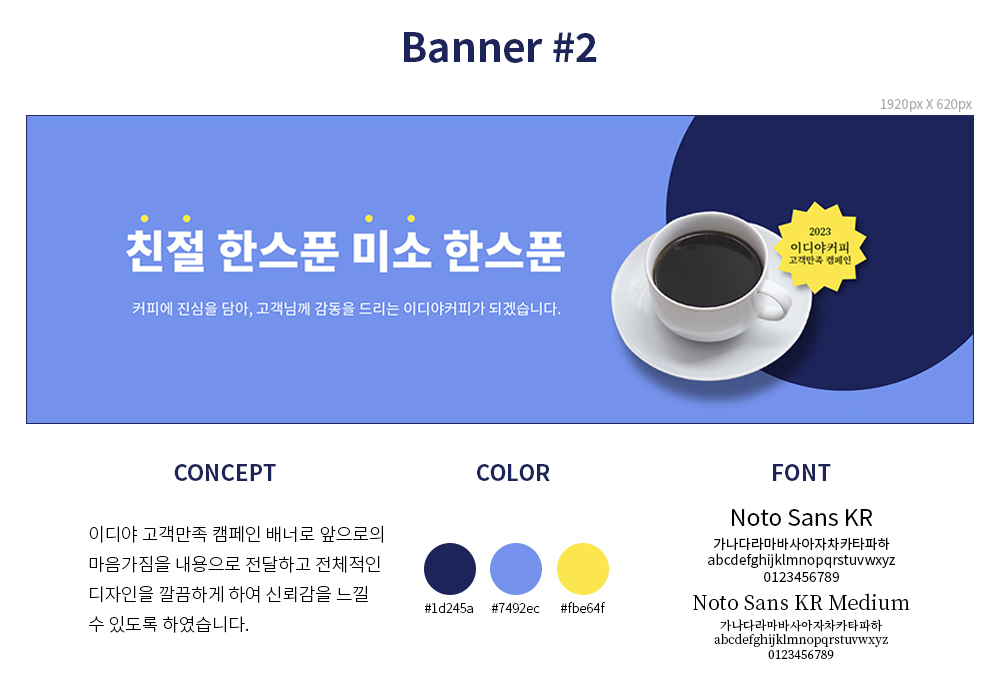 Banner #2
1920px X 620px
친절 한스푼 미소 한스푼
커피에 진심을 담아, 고객님께 감동을 드리는 이디야커피가 되겠습니다.
2023
이디야커피
고객만족 캠페인
CONCEPT
이디야 고객만족 캠페인 배너로 앞으로의
마음가짐을 내용으로 전달하고 전체적인
디자인을 깔끔하게 하여 신뢰감을 느낄
수 있도록 하였습니다.
COLOR
#1d245a
#7492ec
#fbe64f
FONT
Noto Sans KR
가나다라마바사아자차카타파하
abcdefghijklmnopqrstuvwxyz
0123456789
Noto Sans KR Medium
가나다라마바사아자차카타파하
abcdefghijklmnopqrstuvwxyz
0123456789